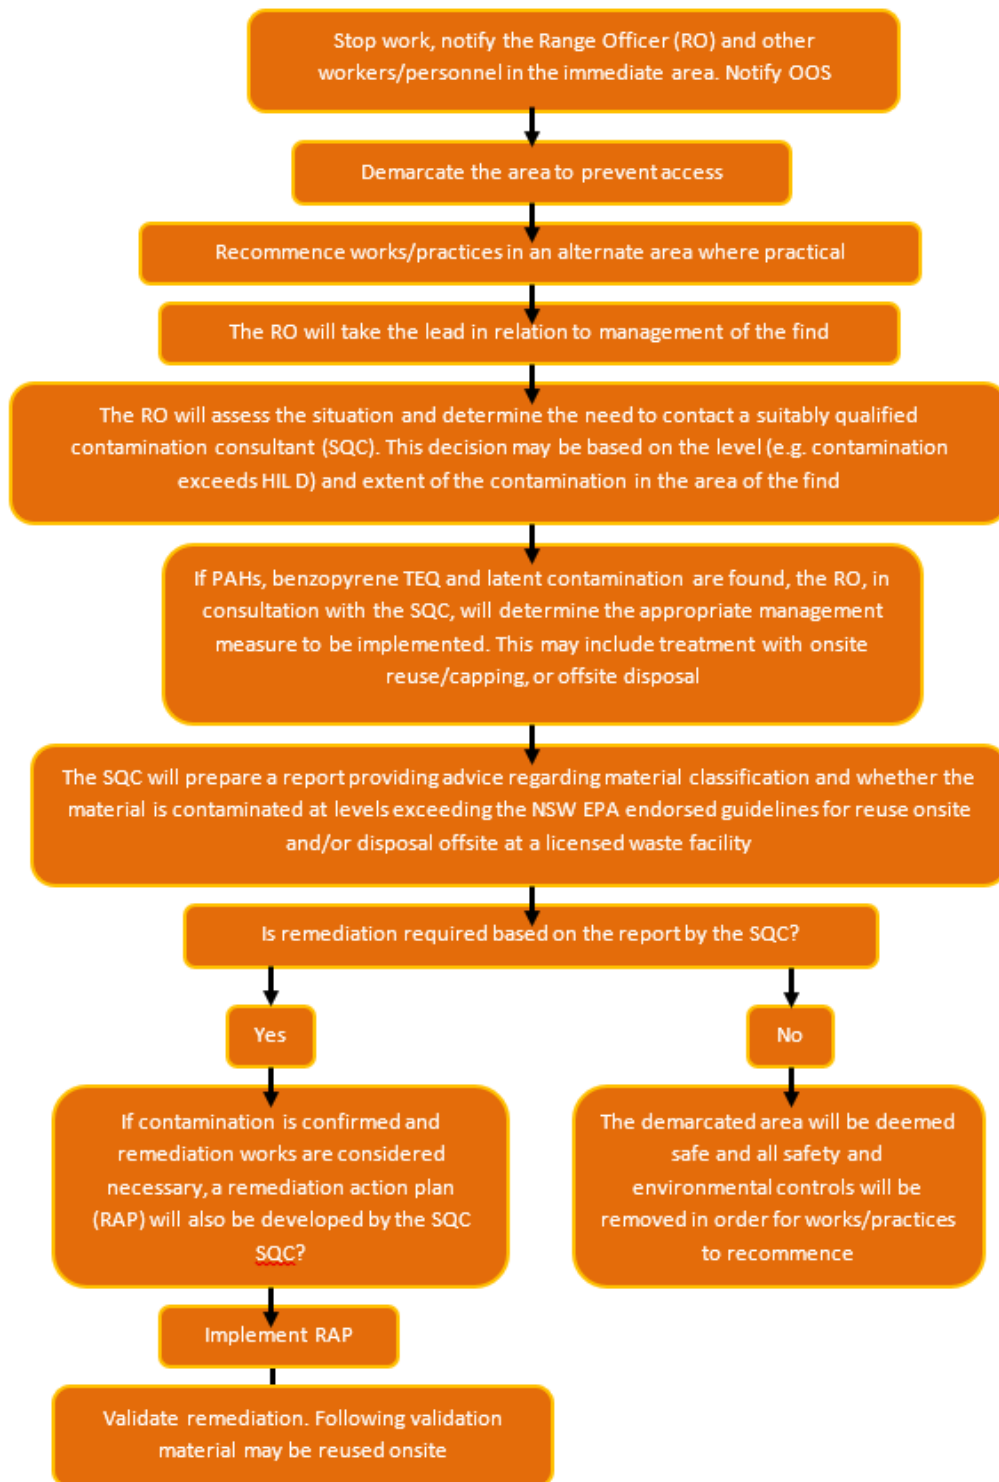 Stop work, notify the Range Officer (RO) and other
workers/personnel in the immediate area. Notify OOS
Demarcate the area to prevent access
Recommence works/practices in an alternate area where practical
The RO will take the lead in relation to management of the find
The RO will assess the situation and determine the need to contact a suitably qualified
contamination consultant (SQC). This decision may be based on the level (e.g. contamination
exceeds HIL D) and extent of the contamination in the area of the find
If PAHs, benzopyrene TEQ and latent contamination are found, the RO, in
consultation with the SQC, will determine the appropriate management
measure to be implemented. This may include treatment with onsite
reuse/capping, or offsite disposal
The SQC will prepare a report providing advice regarding material classification and whether the
material is contaminated at levels exceeding the NSW EPA endorsed guidelines for reuse onsite
and/or disposal offsite at a licensed waste facility
Is remediation required based on the report by the SQC?
Yes
No
If contamination is confirmed and
remediation works are considered
necessary, a remediation action plan
(RAP) will also be developed by the SQC
SQC?
The demarcated area will be deemed
safe and all safety and
environmental controls will be
removed in order for works/practices
to recommence
Implement RAP
Validate remediation. Following validation
material may be reused onsite